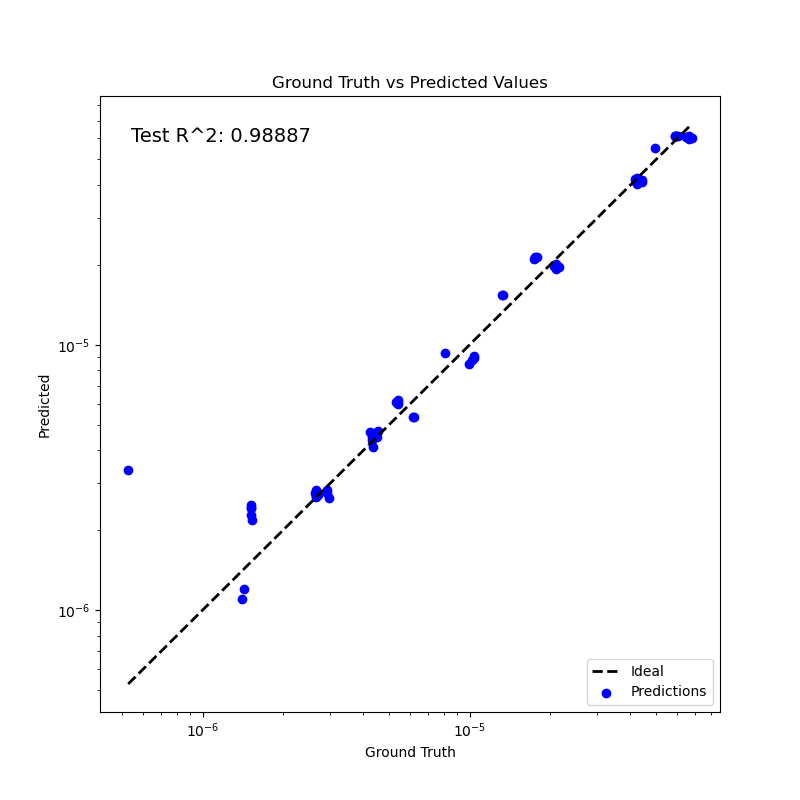 Ground Truth vs Predicted Values
Test R^2: 0.98887
Predicted
10⁻⁵
10⁻⁶
10⁻⁶
10⁻⁵
Ground Truth
Ideal
Predictions